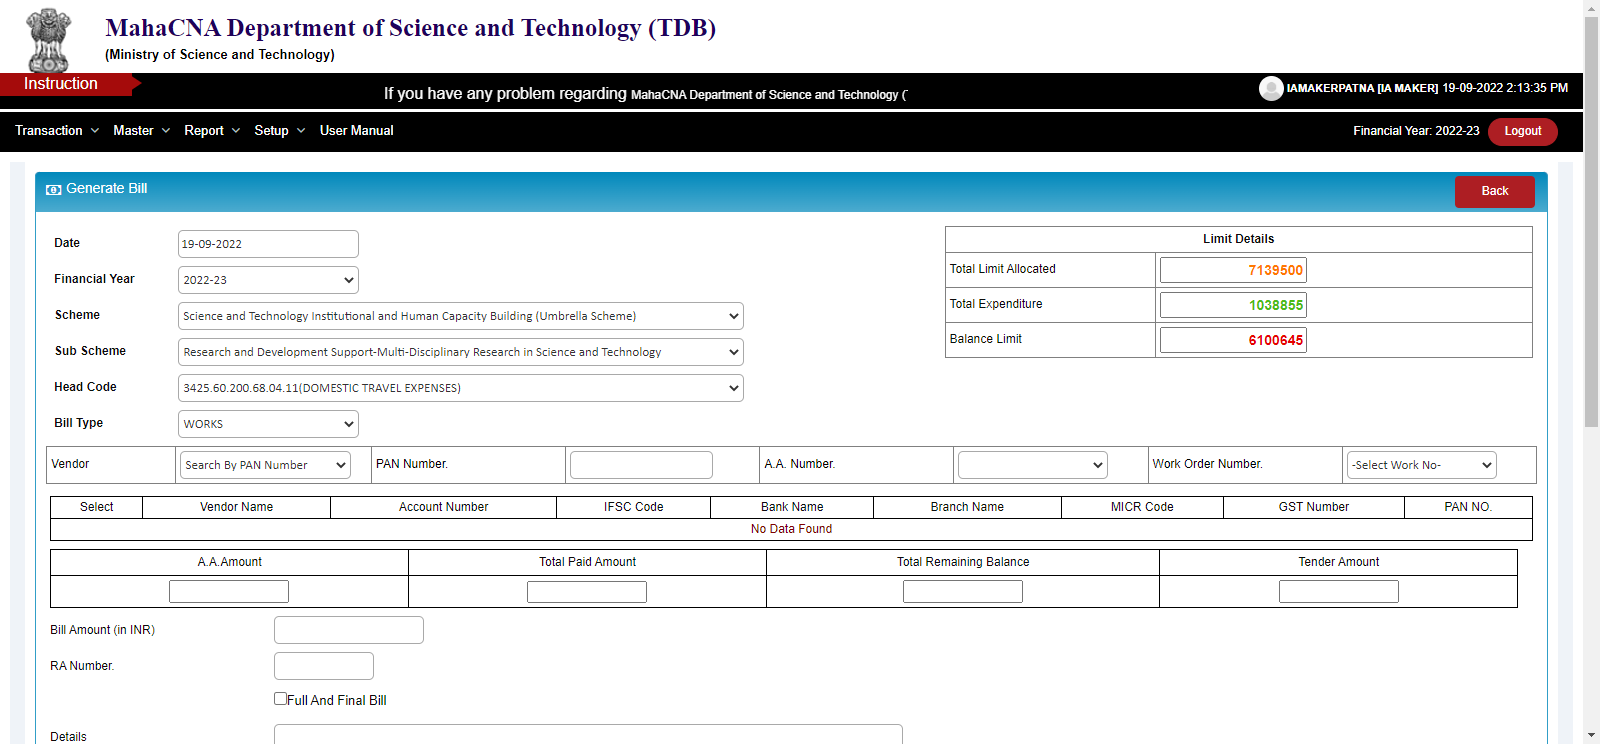 MahaCNA Department of Science and Technology (TDB)
(Ministry of Science and Technology)
Instruction
If you have any problem regarding MahaCNA Department of Science and Technology (
IAMAKERPATNA [IA MAKER] 19-09-2022 2:13:35 PM
Transaction Master Report Setup User Manual
Financial Year: 2022-23 Logout
Generate Bill
Back
Date 19-09-2022
Financial Year 2022-23
Scheme Science and Technology Institutional and Human Capacity Building (Umbrella Scheme)
Sub Scheme Research and Development Support-Multi-Disciplinary Research in Science and Technology
Head Code 3425.60.200.68.04.11(DOMESTIC TRAVEL EXPENSES)
Bill Type WORKS
Limit Details
Total Limit Allocated 7139500
Total Expenditure 1038855
Balance Limit 6100645
Vendor Search By PAN Number PAN Number. A.A. Number. Work Order Number. -Select Work No-
Select Vendor Name Account Number IFSC Code Bank Name Branch Name MICR Code GST Number PAN NO.
No Data Found
A.A.Amount Total Paid Amount Total Remaining Balance Tender Amount
Bill Amount (in INR)
RA Number.
Full And Final Bill
Details